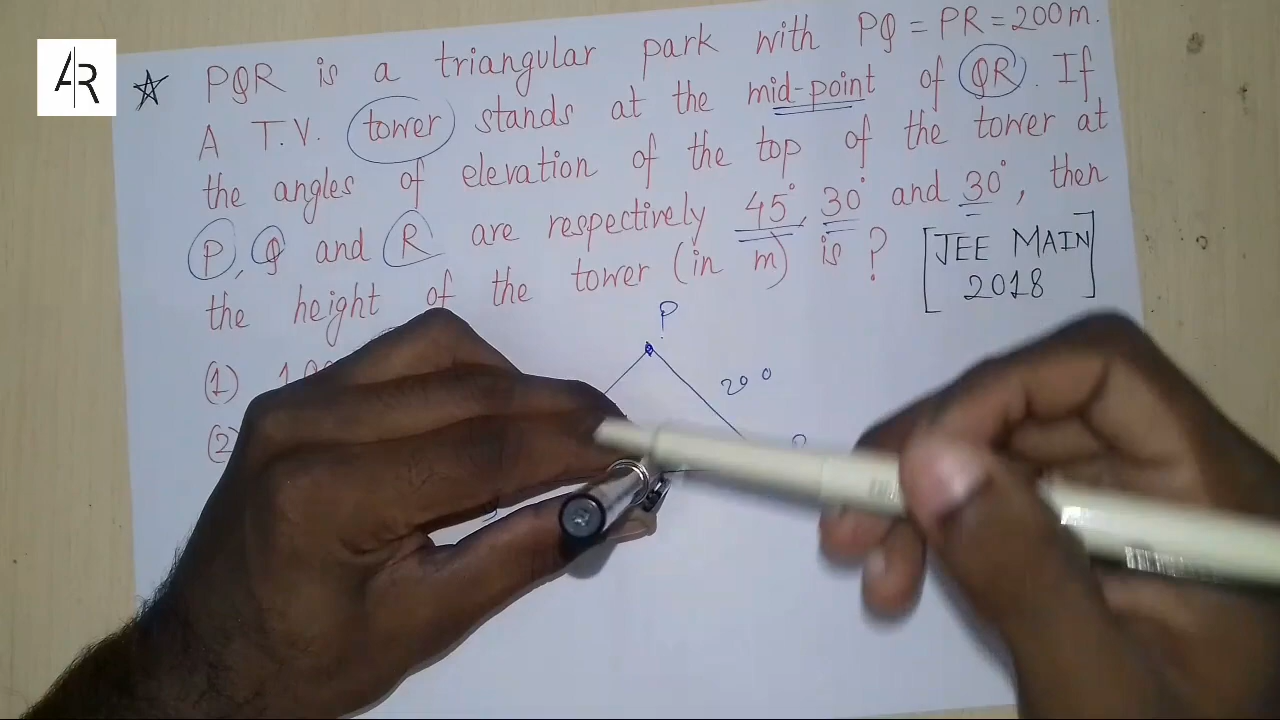 AR
PQR is a triangular park with PQ = PR = 200m.
A T.V. tower stands at the mid-point of QR. If
the angles of elevation of the top of the tower at
P, Q and R are respectively 45°, 30° and 30°, then
the height of the tower (in m) is ? [JEE MAIN
2018]
(1)
(2)
P
200